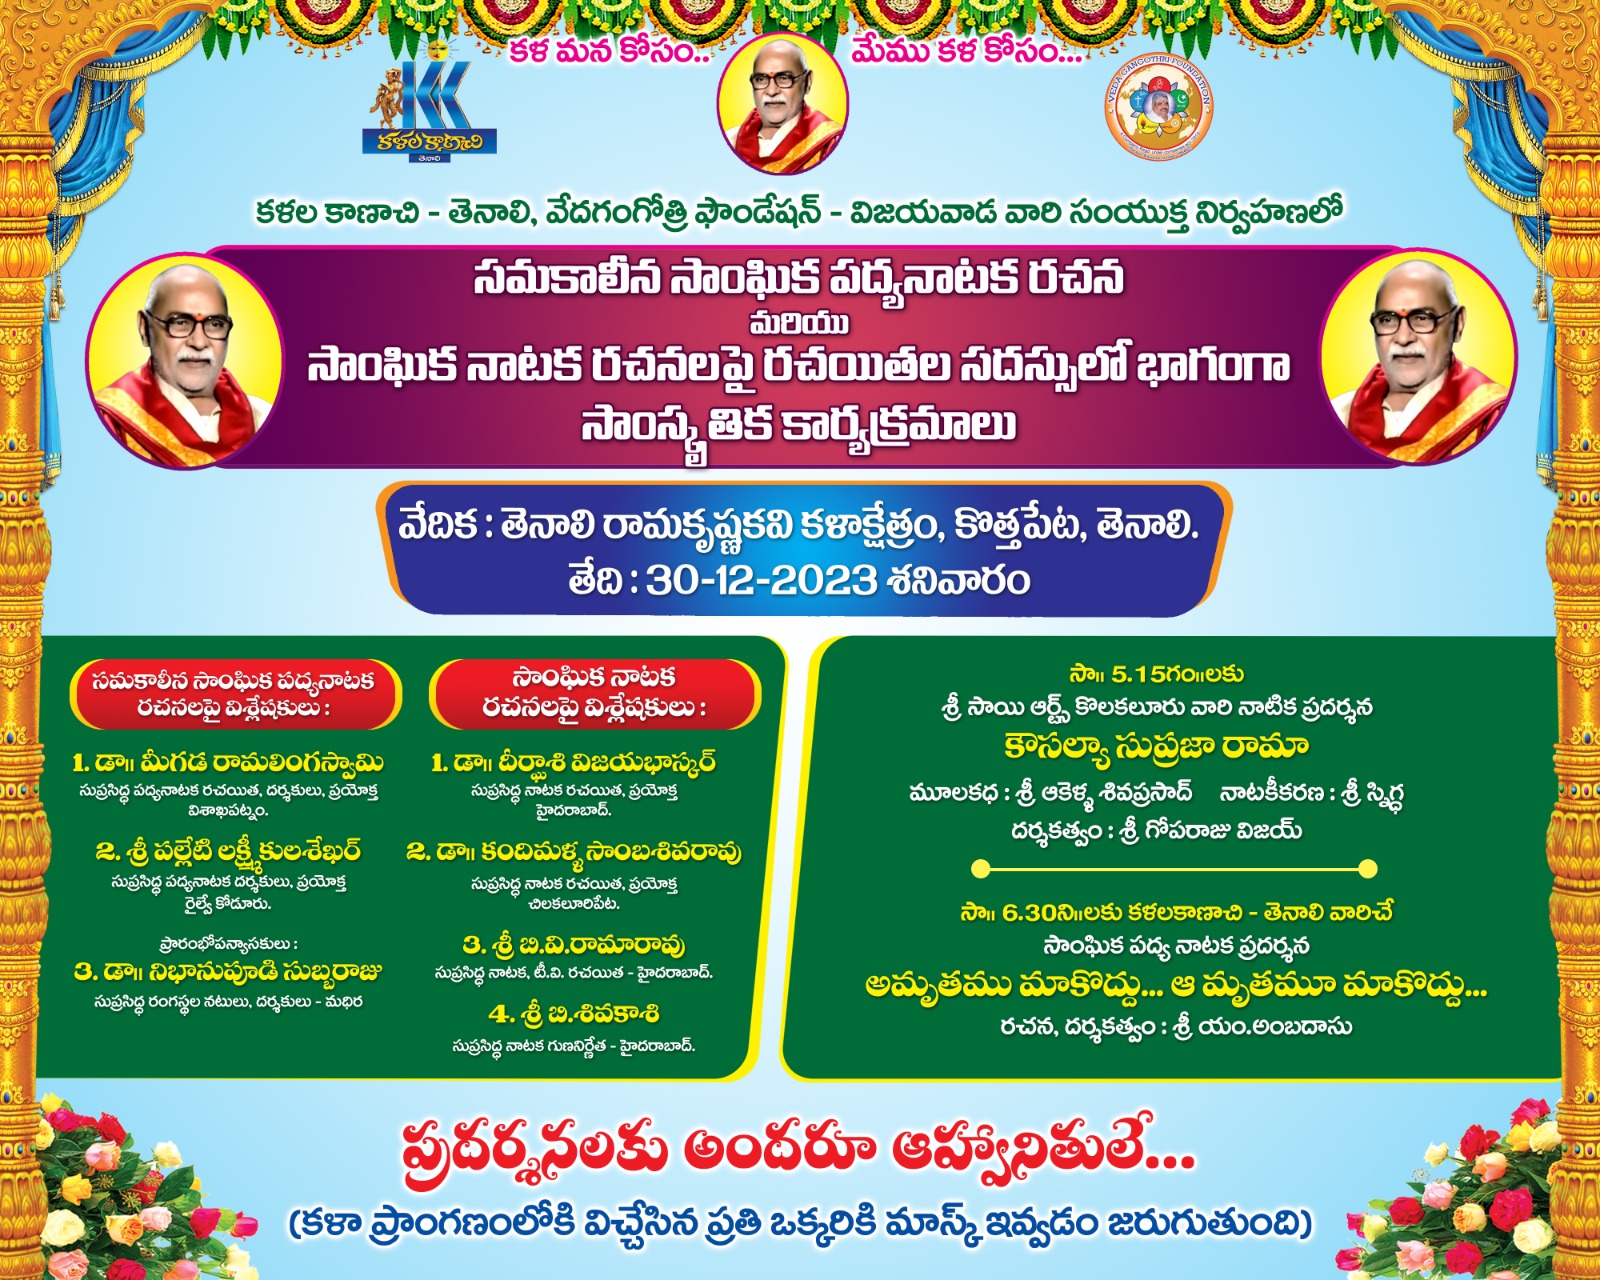 కళ మన కోసం..
మేము కళ కోసం...
KK
కళల కాణాచి
తెనాలి
VEDA GANGOTHRI FOUNDATION
కళల కాణాచి - తెనాలి, వేదగంగోత్రి ఫౌండేషన్ - విజయవాడ వారి సంయుక్త నిర్వహణలో
సమకాలీన సాంఘిక పద్యనాటక రచన
మరియు
సాంఘిక నాటక రచనలపై రచయితల సదస్సులో భాగంగా
సాంస్కృతిక కార్యక్రమాలు
వేదిక : తెనాలి రామకృష్ణకవి కళాక్షేత్రం, కొత్తపేట, తెనాలి.
తేది : 30-12-2023 శనివారం
సమకాలీన సాంఘిక పద్యనాటక
రచనలపై విశ్లేషకులు :
1. డా॥ మీగడ రామలింగస్వామి
సుప్రసిద్ధ పద్యనాటక రచయిత, దర్శకులు, ప్రయోక్త
విశాఖపట్నం.
2. శ్రీ పల్లేటి లక్ష్మీకులశేఖర్
సుప్రసిద్ధ పద్యనాటక దర్శకులు, ప్రయోక్త
రైల్వే కోడూరు.
ప్రారంభోపన్యాసకులు :
3. డా॥ నిభానుపూడి సుబ్బరాజు
సుప్రసిద్ధ రంగస్థల నటులు, దర్శకులు - మధిర
సాంఘిక నాటక
రచనలపై విశ్లేషకులు :
1. డా॥ దీర్ఘాశి విజయభాస్కర్
సుప్రసిద్ధ నాటక రచయిత, ప్రయోక్త
హైదరాబాద్.
2. డా॥ కందిమళ్ళ సాంబశివరావు
సుప్రసిద్ధ నాటక రచయిత, ప్రయోక్త
చిలకలూరిపేట.
3. శ్రీ బి.వి.రామారావు
సుప్రసిద్ధ నాటక, టీ.వి. రచయిత - హైదరాబాద్.
4. శ్రీ బి.శివకాశి
సుప్రసిద్ధ నాటక గుణనిర్ణేత - హైదరాబాద్.
సా॥ 5.15గం॥లకు
శ్రీ సాయి ఆర్ట్స్ కొలకలూరు వారి నాటిక ప్రదర్శన
కౌసల్యా సుప్రజా రామా
మూలకధ : శ్రీ ఆకెళ్ళ శివప్రసాద్ నాటకీకరణ : శ్రీ స్నిగ్ధ
దర్శకత్వం : శ్రీ గోపరాజు విజయ్
సా॥ 6.30ని॥లకు కళలకాణాచి - తెనాలి వారిచే
సాంఘిక పద్య నాటక ప్రదర్శన
అమృతము మాకొద్దు... ఆ మృతమూ మాకొద్దు...
రచన, దర్శకత్వం : శ్రీ యం.అంబదాసు
ప్రదర్శనలకు అందరూ ఆహ్వానితులే...
(కళా ప్రాంగణంలోకి విచ్చేసిన ప్రతి ఒక్కరికి మాస్క్ ఇవ్వడం జరుగుతుంది)